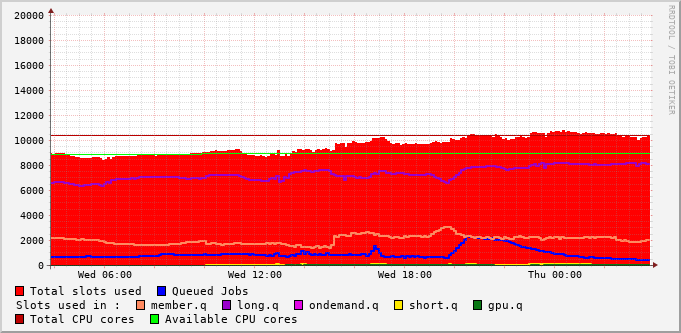 20000
18000
16000
14000
12000
10000
8000
6000
4000
2000
0
Wed 06:00 Wed 12:00 Wed 18:00 Thu 00:00
Total slots used Queued Jobs
Slots used in : member.q long.q ondemand.q short.q gpu.q
Total CPU cores Available CPU cores
RRDTOOL / TOBI OETIKER